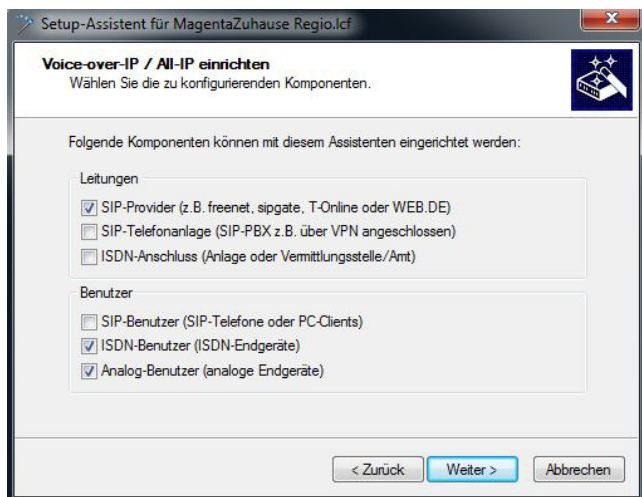 Setup-Assistent für MagentaZuhause Regio.lcf
Voice-over-IP / All-IP einrichten
Wählen Sie die zu konfigurierenden Komponenten.
Folgende Komponenten können mit diesem Assistenten eingerichtet werden:
Leitungen
SIP-Provider (z.B. freenet, sipgate, T-Online oder WEB.DE)
SIP-Telefonanlage (SIP-PBX z.B. über VPN angeschlossen)
ISDN-Anschluss (Anlage oder Vermittlungsstelle/Amt)
Benutzer
SIP-Benutzer (SIP-Telefone oder PC-Clients)
ISDN-Benutzer (ISDN-Endgeräte)
Analog-Benutzer (analoge Endgeräte)
< Zurück Weiter > Abbrechen